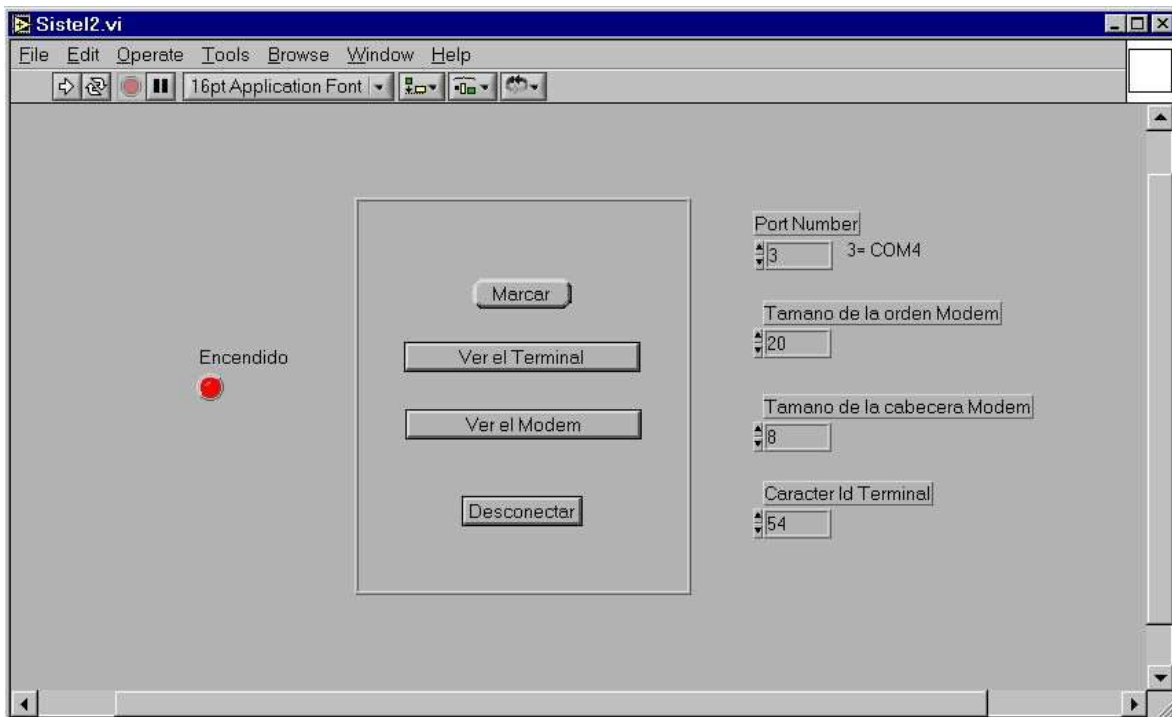 Sistel2.vi
File Edit Operate Tools Browse Window Help
16pt Application Font
Encendido
Marcar
Ver el Terminal
Ver el Modem
Desconectar
Port Number
3
3= COM4
Tamano de la orden Modem
20
Tamano de la cabecera Modem
8
Caracter Id Terminal
54